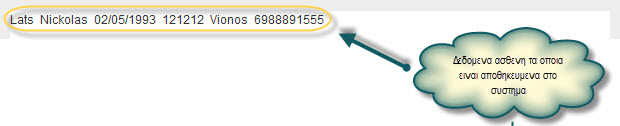 Lats Nickolas 02/05/1993 121212 Vionos 6988891555
Δεδομενα ασθενη τα οποια
ειναι αποθηκευμενα στο
συστημα